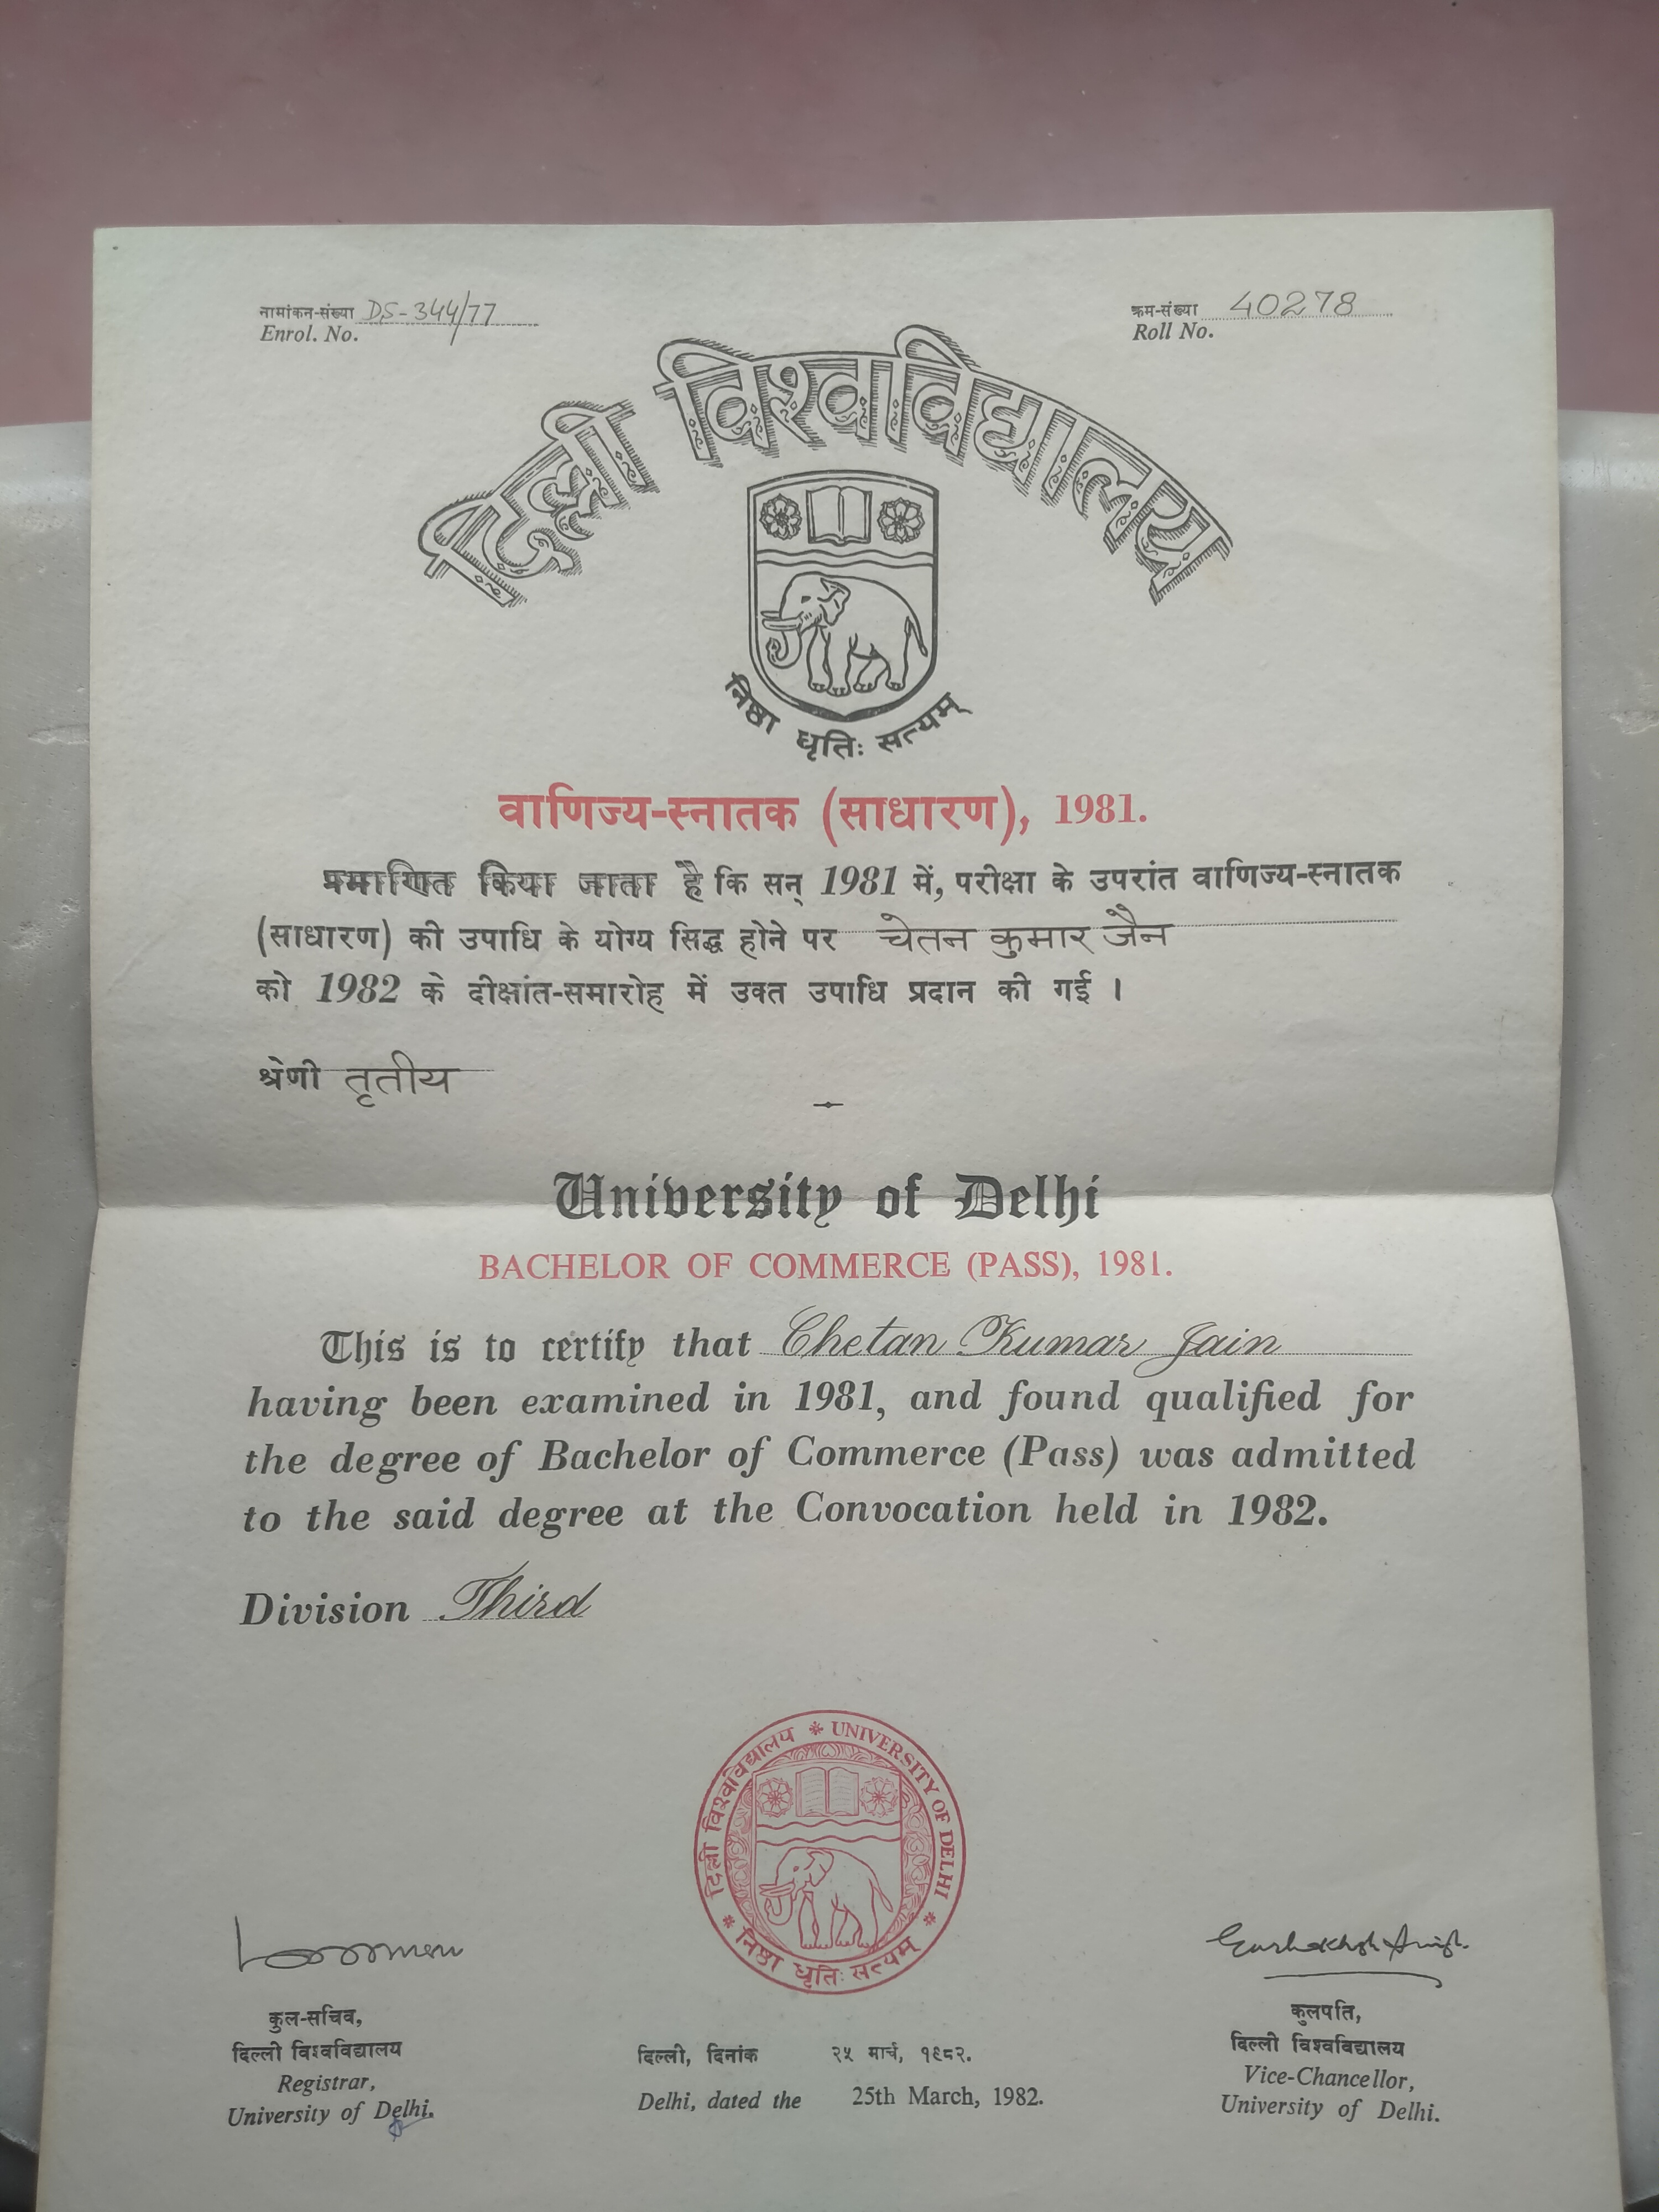 नामांकन-संख्या DS-344/77
Enrol. No.
क्रम-संख्या 40278
Roll No.
दिल्ली विश्वविद्यालय
निष्ठा धृतिः सत्यम्
वाणिज्य-स्नातक (साधारण), 1981.
प्रमाणित किया जाता है कि सन् 1981 में, परीक्षा के उपरांत वाणिज्य-स्नातक
(साधारण) की उपाधि के योग्य सिद्ध होने पर चेतन कुमार जैन
को 1982 के दीक्षांत-समारोह में उक्त उपाधि प्रदान की गई ।
श्रेणी तृतीय
University of Delhi
BACHELOR OF COMMERCE (PASS), 1981.
This is to certify that Chetan Kumar Jain
having been examined in 1981, and found qualified for
the degree of Bachelor of Commerce (Pass) was admitted
to the said degree at the Convocation held in 1982.
Division Third
दिल्ली विश्वविद्यालय * UNIVERSITY OF DELHI *
निष्ठा धृतिः सत्यम् *
Gurbakhsh Singh
कुल-सचिव,
दिल्ली विश्वविद्यालय
Registrar,
University of Delhi.
दिल्ली, दिनांक २५ मार्च, १९८२.
Delhi, dated the 25th March, 1982.
कुलपति,
दिल्ली विश्वविद्यालय
Vice-Chancellor,
University of Delhi.